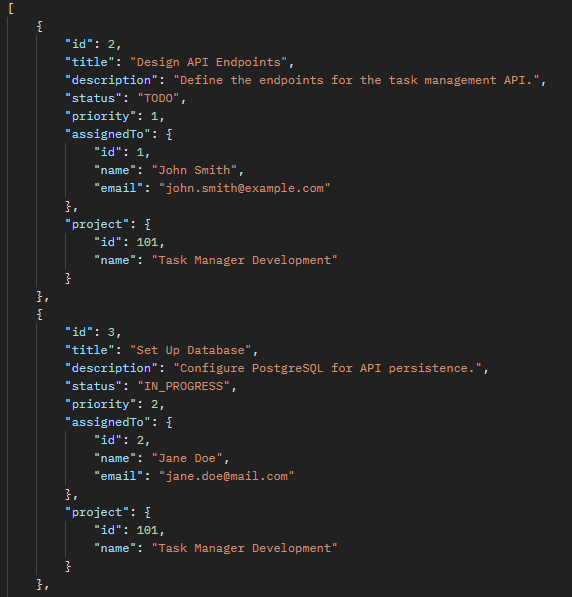 [
    {
        "id": 2,
        "title": "Design API Endpoints",
        "description": "Define the endpoints for the task management API.",
        "status": "TODO",
        "priority": 1,
        "assignedTo": {
            "id": 1,
            "name": "John Smith",
            "email": "john.smith@example.com"
        },
        "project": {
            "id": 101,
            "name": "Task Manager Development"
        }
    },
    {
        "id": 3,
        "title": "Set Up Database",
        "description": "Configure PostgreSQL for API persistence.",
        "status": "IN_PROGRESS",
        "priority": 2,
        "assignedTo": {
            "id": 2,
            "name": "Jane Doe",
            "email": "jane.doe@mail.com"
        },
        "project": {
            "id": 101,
            "name": "Task Manager Development"
        }
    },